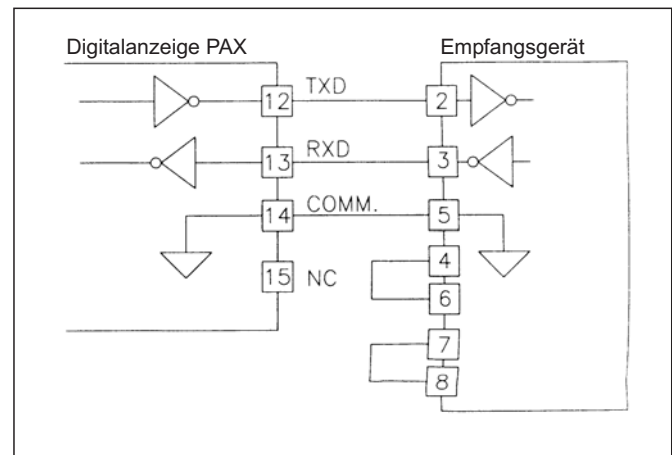 Digitalanzeige PAX Empfangsgerät
12 TXD 2
13 RXD 3
14 COMM. 5
15 NC
4
6
7
8